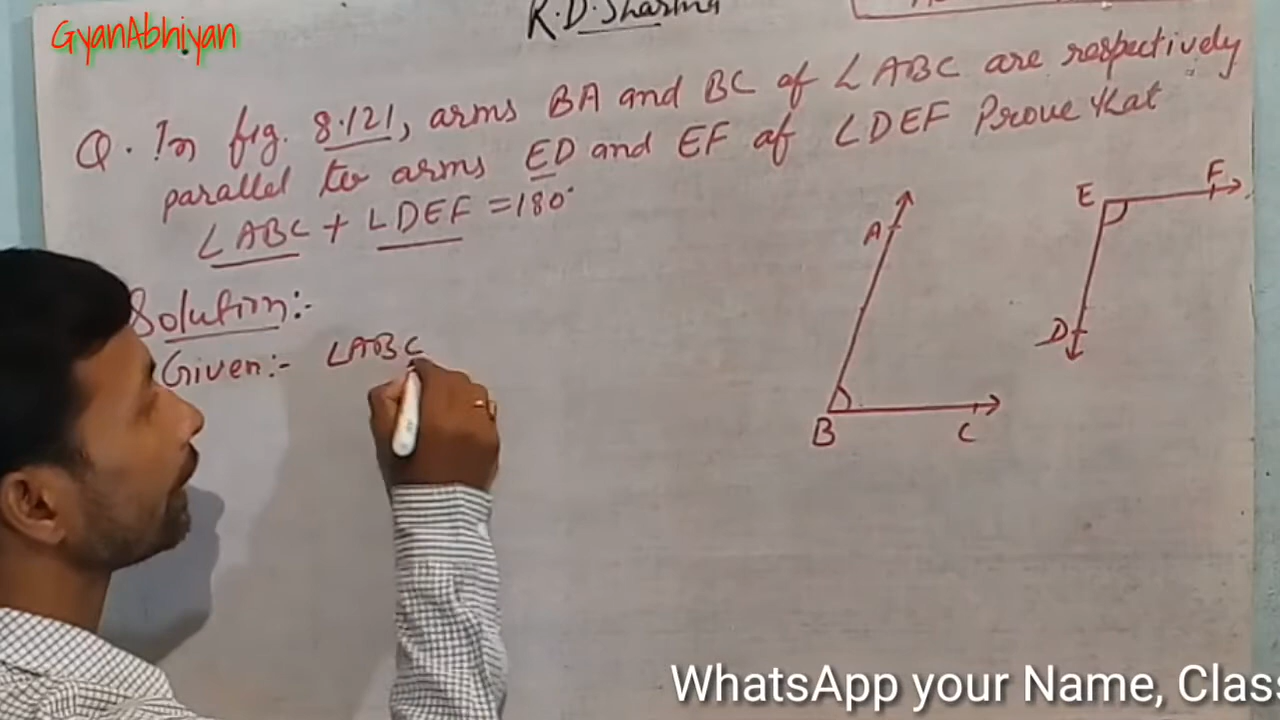 GyanAbhiyan
R.D. Sharma
Q. In fig. 8.121, arms BA and BC of ∠ABC are respectively
parallel to arms ED and EF of ∠DEF Prove that
∠ABC + ∠DEF = 180°
Solution:-
Given:- ∠ABC
A
B
C
E
F
D
WhatsApp your Name, Clas